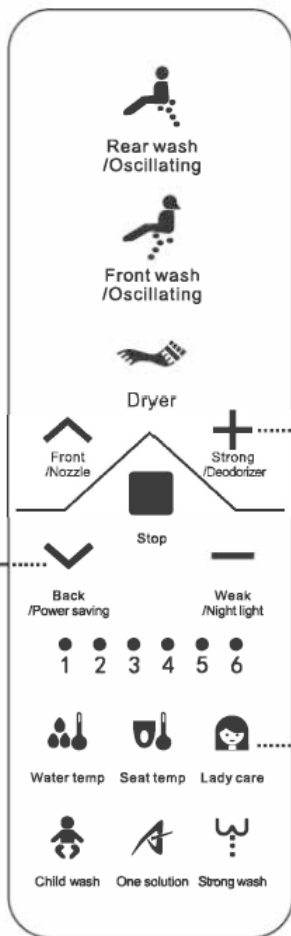 Rear wash
/Oscillating
Front wash
/Oscillating
Dryer
Front
/Nozzle
Strong
/Deodorizer
Stop
Back
/Power saving
Weak
/Night light
1 2 3 4 5 6
Water temp Seat temp Lady care
Child wash One solution Strong wash